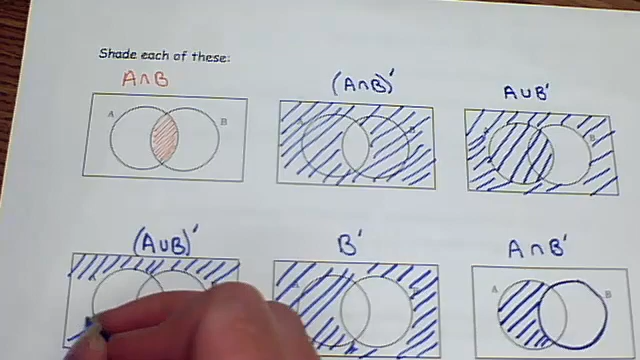 Shade each of these:
A∩B
(A∩B)'
A∪B'
A B
A B
B
(A∪B)'
B'
A∩B'
A
A B